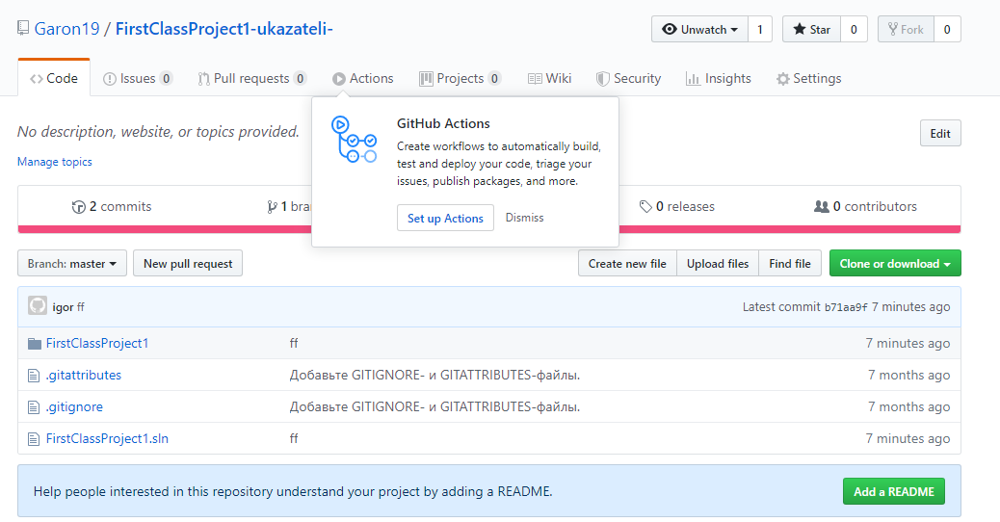 Garon19 / FirstClassProject1-ukazateli-
Unwatch 1 Star 0 Fork 0
Code Issues 0 Pull requests 0 Actions Projects 0 Wiki Security Insights Settings
No description, website, or topics provided.
Edit
Manage topics
GitHub Actions
Create workflows to automatically build,
test and deploy your code, triage your
issues, publish packages, and more.
Set up Actions Dismiss
2 commits 1 bran 0 releases 0 contributors
Branch: master New pull request Create new file Upload files Find file Clone or download
igor ff Latest commit b71aa9f 7 minutes ago
FirstClassProject1 ff 7 minutes ago
.gitattributes Добавьте GITIGNORE- и GITATTRIBUTES-файлы. 7 months ago
.gitignore Добавьте GITIGNORE- и GITATTRIBUTES-файлы. 7 months ago
FirstClassProject1.sln ff 7 minutes ago
Help people interested in this repository understand your project by adding a README.
Add a README